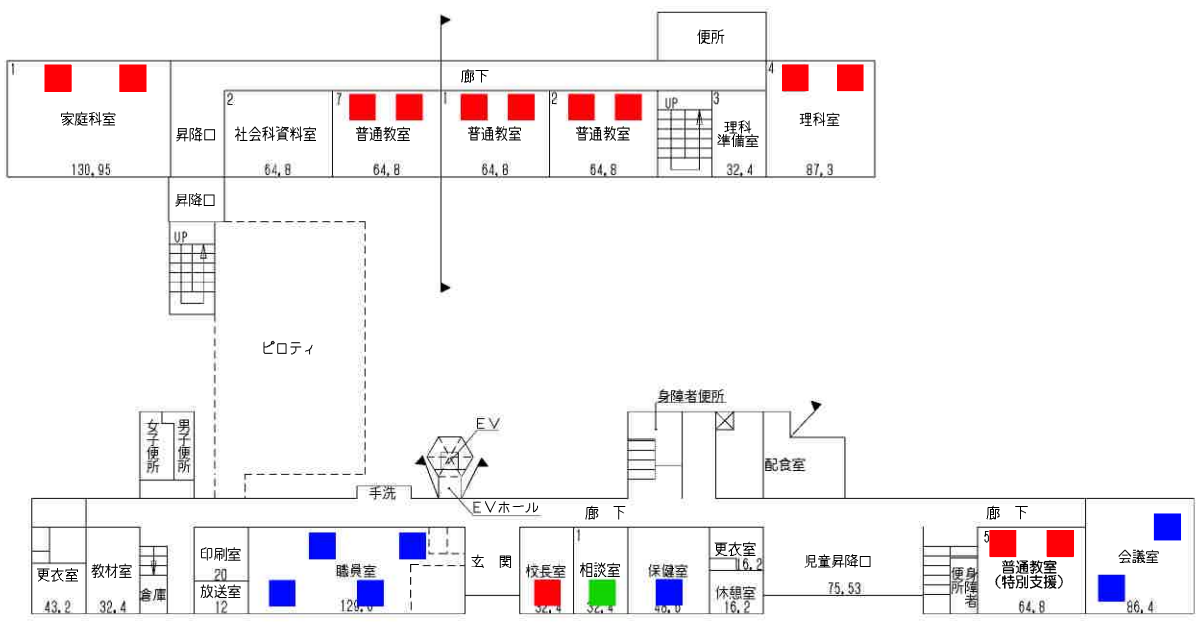 便所
廊下
1
家庭科室
130.95
昇降口
2
社会科資料室
64.8
7
普通教室
64.8
1
普通教室
64.8
2
普通教室
64.8
UP
3
理科
準備室
32.4
4
理科室
87.3
昇降口
UP
ピロティ
女子便所
男子便所
EV
身障者便所
配食室
手洗
EVホール
廊下
廊下
更衣室
43.2
教材室
32.4
倉庫
印刷室
20
放送室
12
職員室
玄関
校長室
32.4
1
相談室
32.4
保健室
48.6
更衣室
16.2
休憩室
16.2
児童昇降口
75.53
身障者
便所
5
普通教室
(特別支援)
64.8
会議室
86.4